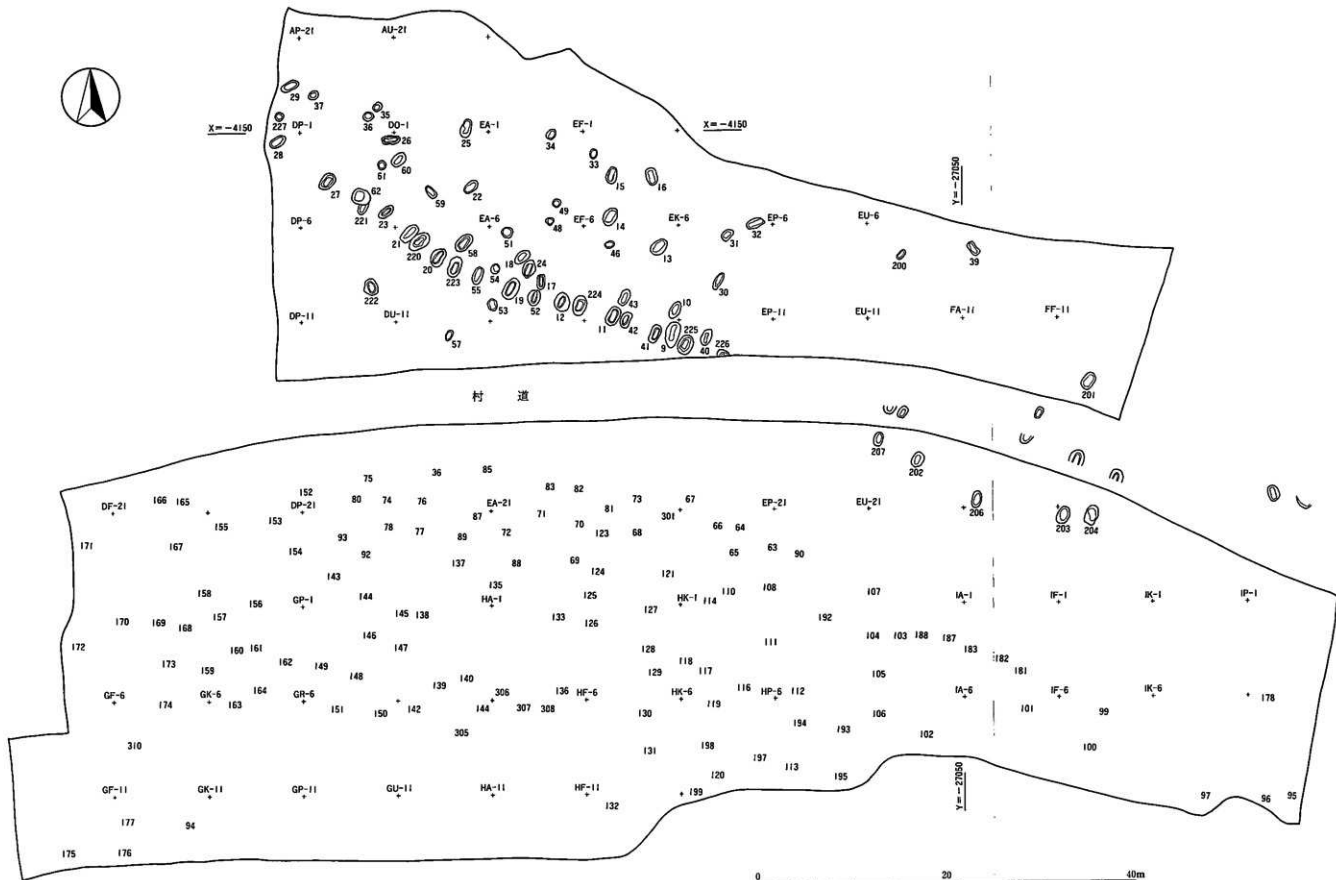 AP-21 AU-21
29 37
35
227 DP-1 36 DO-1 EA-1 EF-1
X=-4150 X=-4150
26 25 34
28 33
61 60 15 16
27 62 59 22
221 23 49
DP-6 EA-6 48 EF-6 14 EK-6 EP-6 EU-6
Y=-27050
21 51 31 32
220 58 46 13 200 39
20 18 24
223 54 17 30
222 55 19 43
53 52 12 224 10
DP-11 DU-11 11 42 EP-11 EU-11 FA-11 FF-11
57 41 9 225 40 226
201
村道
207 202
75 36 85
152 83 82
166 165 80 74 76 73 67
DF-21 DP-21 EA-21 EP-21 EU-21
206 203 204
155 153 87 71 81 301
78 77 72 70 66 64
93 89 123 68
171 167 154 92 65 63 90
137 88 69
143 124 121
158 135 110 108 107
156 GP-1 144 HA-1 125 HK-1 114 IA-1 IF-1 IK-1 IP-1
157 145 138 133 127 192
170 169 168 126
146 104 103 188 187
172 160 161 147 128 111 183
173 162 149 118 182
159 148 140 129 117 105 181
164 139 306 136 116 112
GF-6 GK-6 GR-6 HF-6 HK-6 HP-6 IA-6 IF-6 IK-6 178
174 163 151 150 142 144 307 308 130 119 106 101 99
305 194 193 102
310 131 198 100
197 113
120 195
GF-11 GK-11 GP-11 GU-11 HA-11 HF-11 199 97 96 95
132
177 94
Y=-27050
175 176
0 20 40m